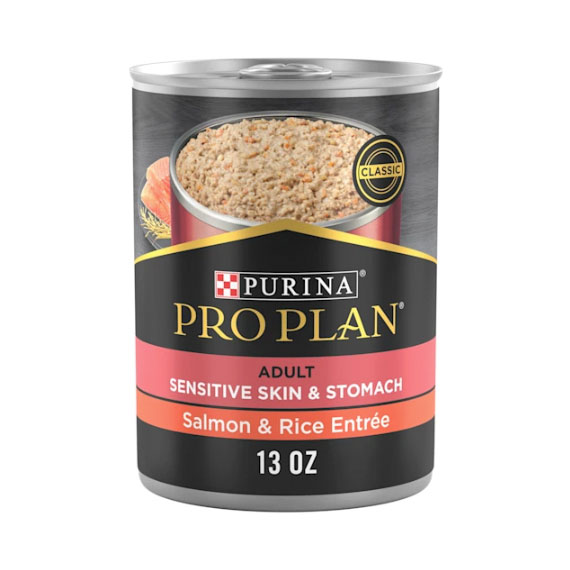 CLASSIC
PURINA®
PRO PLAN®
ADULT
SENSITIVE SKIN & STOMACH
Salmon & Rice Entrée
13 OZ